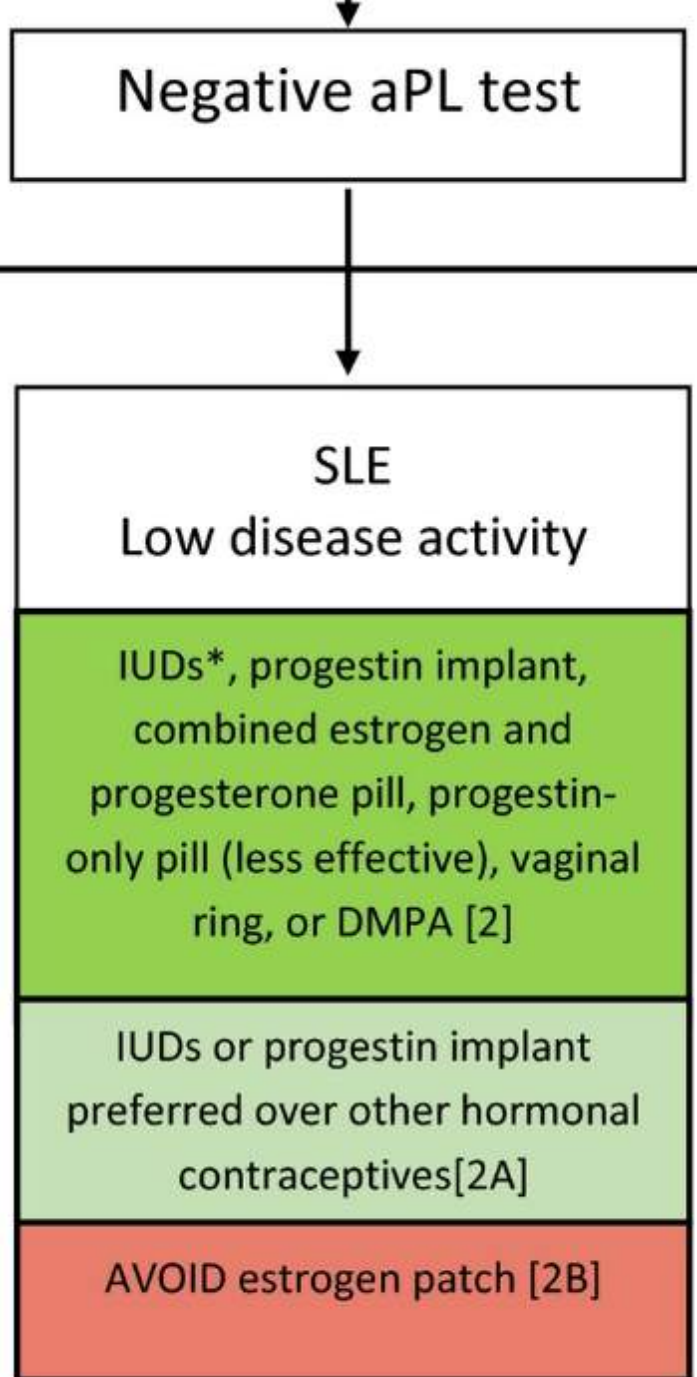 Negative aPL test
SLE
Low disease activity
IUDs*, progestin implant,
combined estrogen and
progesterone pill, progestin-
only pill (less effective), vaginal
ring, or DMPA [2]
IUDs or progestin implant
preferred over other hormonal
contraceptives[2A]
AVOID estrogen patch [2B]